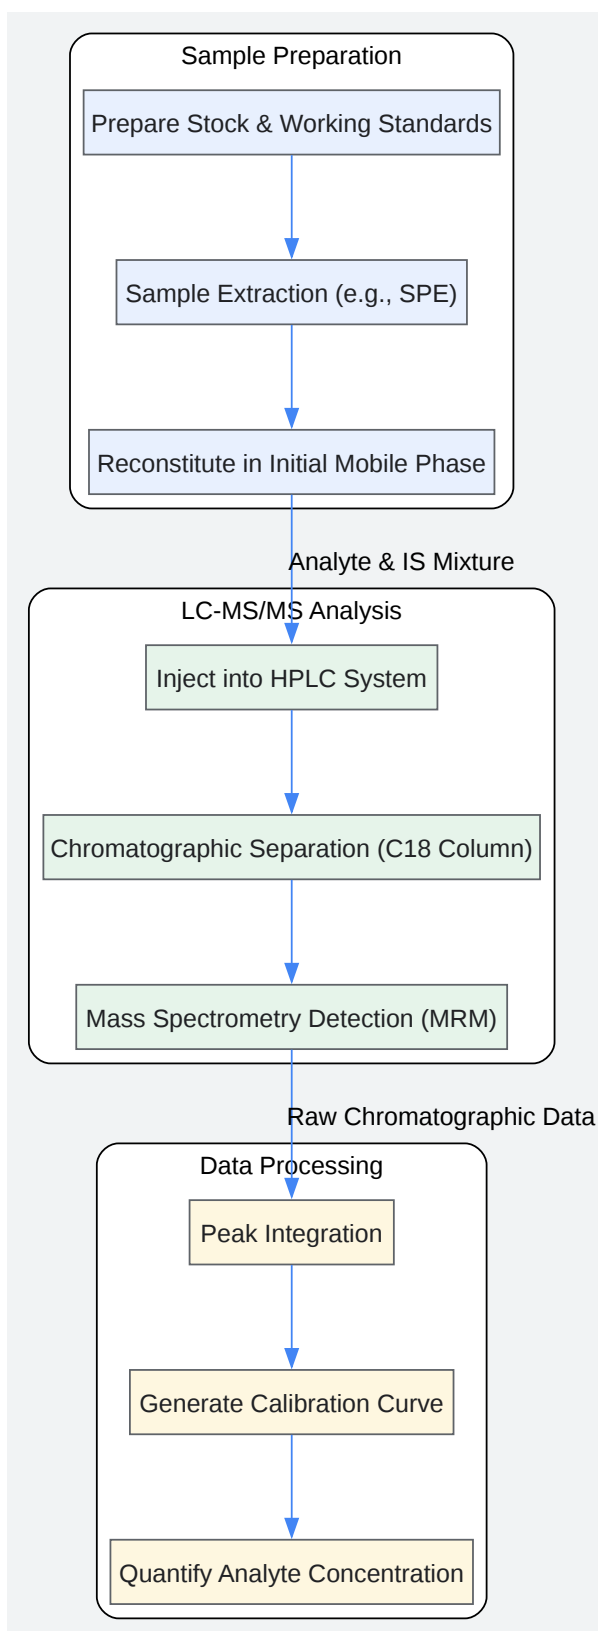 Sample Preparation
Prepare Stock & Working Standards
Sample Extraction (e.g., SPE)
Reconstitute in Initial Mobile Phase
Analyte & IS Mixture
LC-MS/MS Analysis
Inject into HPLC System
Chromatographic Separation (C18 Column)
Mass Spectrometry Detection (MRM)
Raw Chromatographic Data
Data Processing
Peak Integration
Generate Calibration Curve
Quantify Analyte Concentration